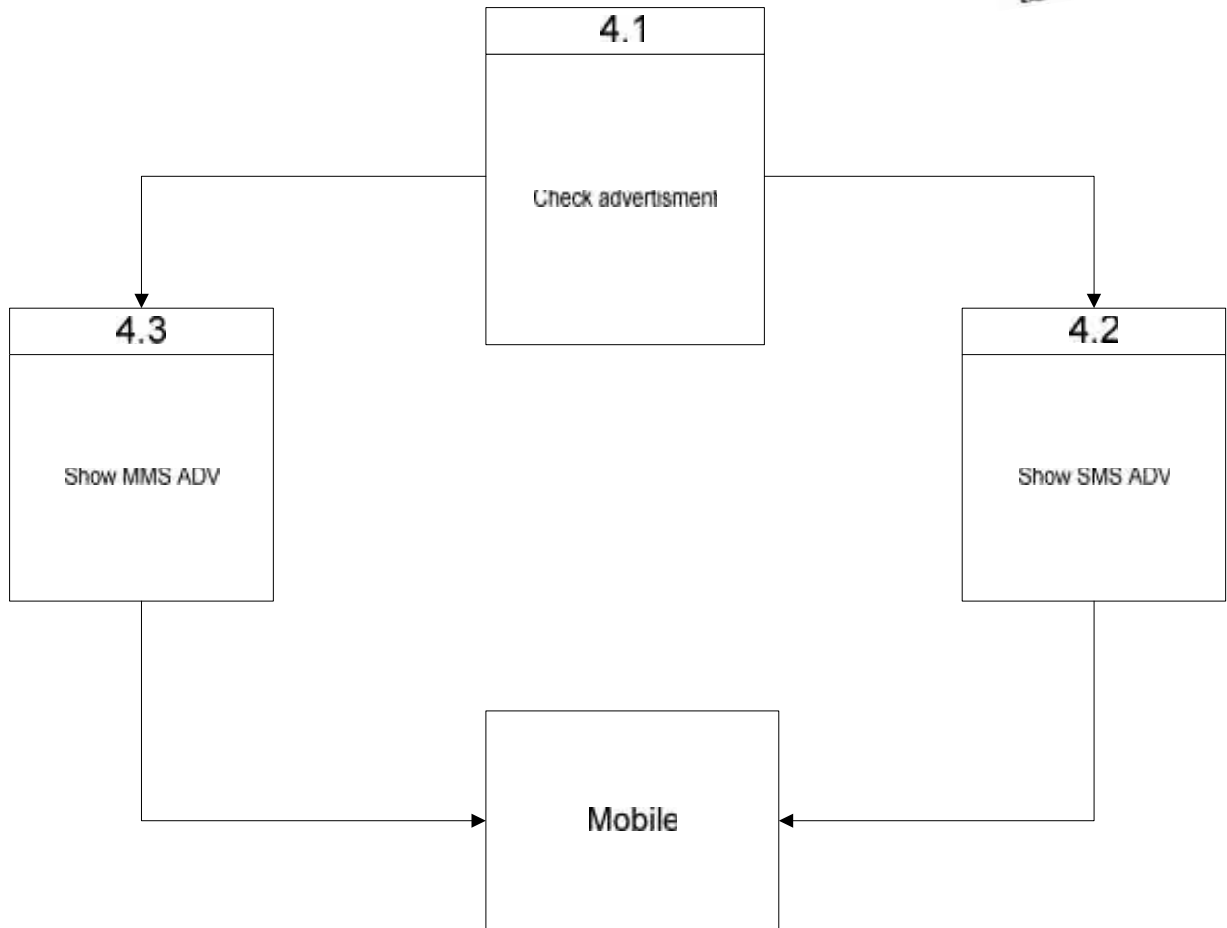 4.1
Check advertisment
4.3
Show MMS ADV
4.2
Show SMS ADV
Mobile